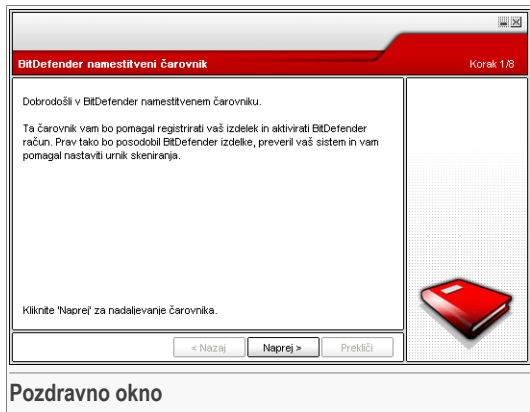 BitDefender namestitveni čarovnik
Korak 1/8
Dobrodošli v BitDefender namestitvenem čarovniku.
Ta čarovnik vam bo pomagal registrirati vaš izdelek in aktivirati BitDefender
račun. Prav tako bo posodobil BitDefender izdelke, preveril vaš sistem in vam
pomagal nastaviti urnik skeniranja.
Kliknite 'Naprej' za nadaljevanje čarovnika.
< Nazaj
Naprej >
Prekliči
Pozdravno okno